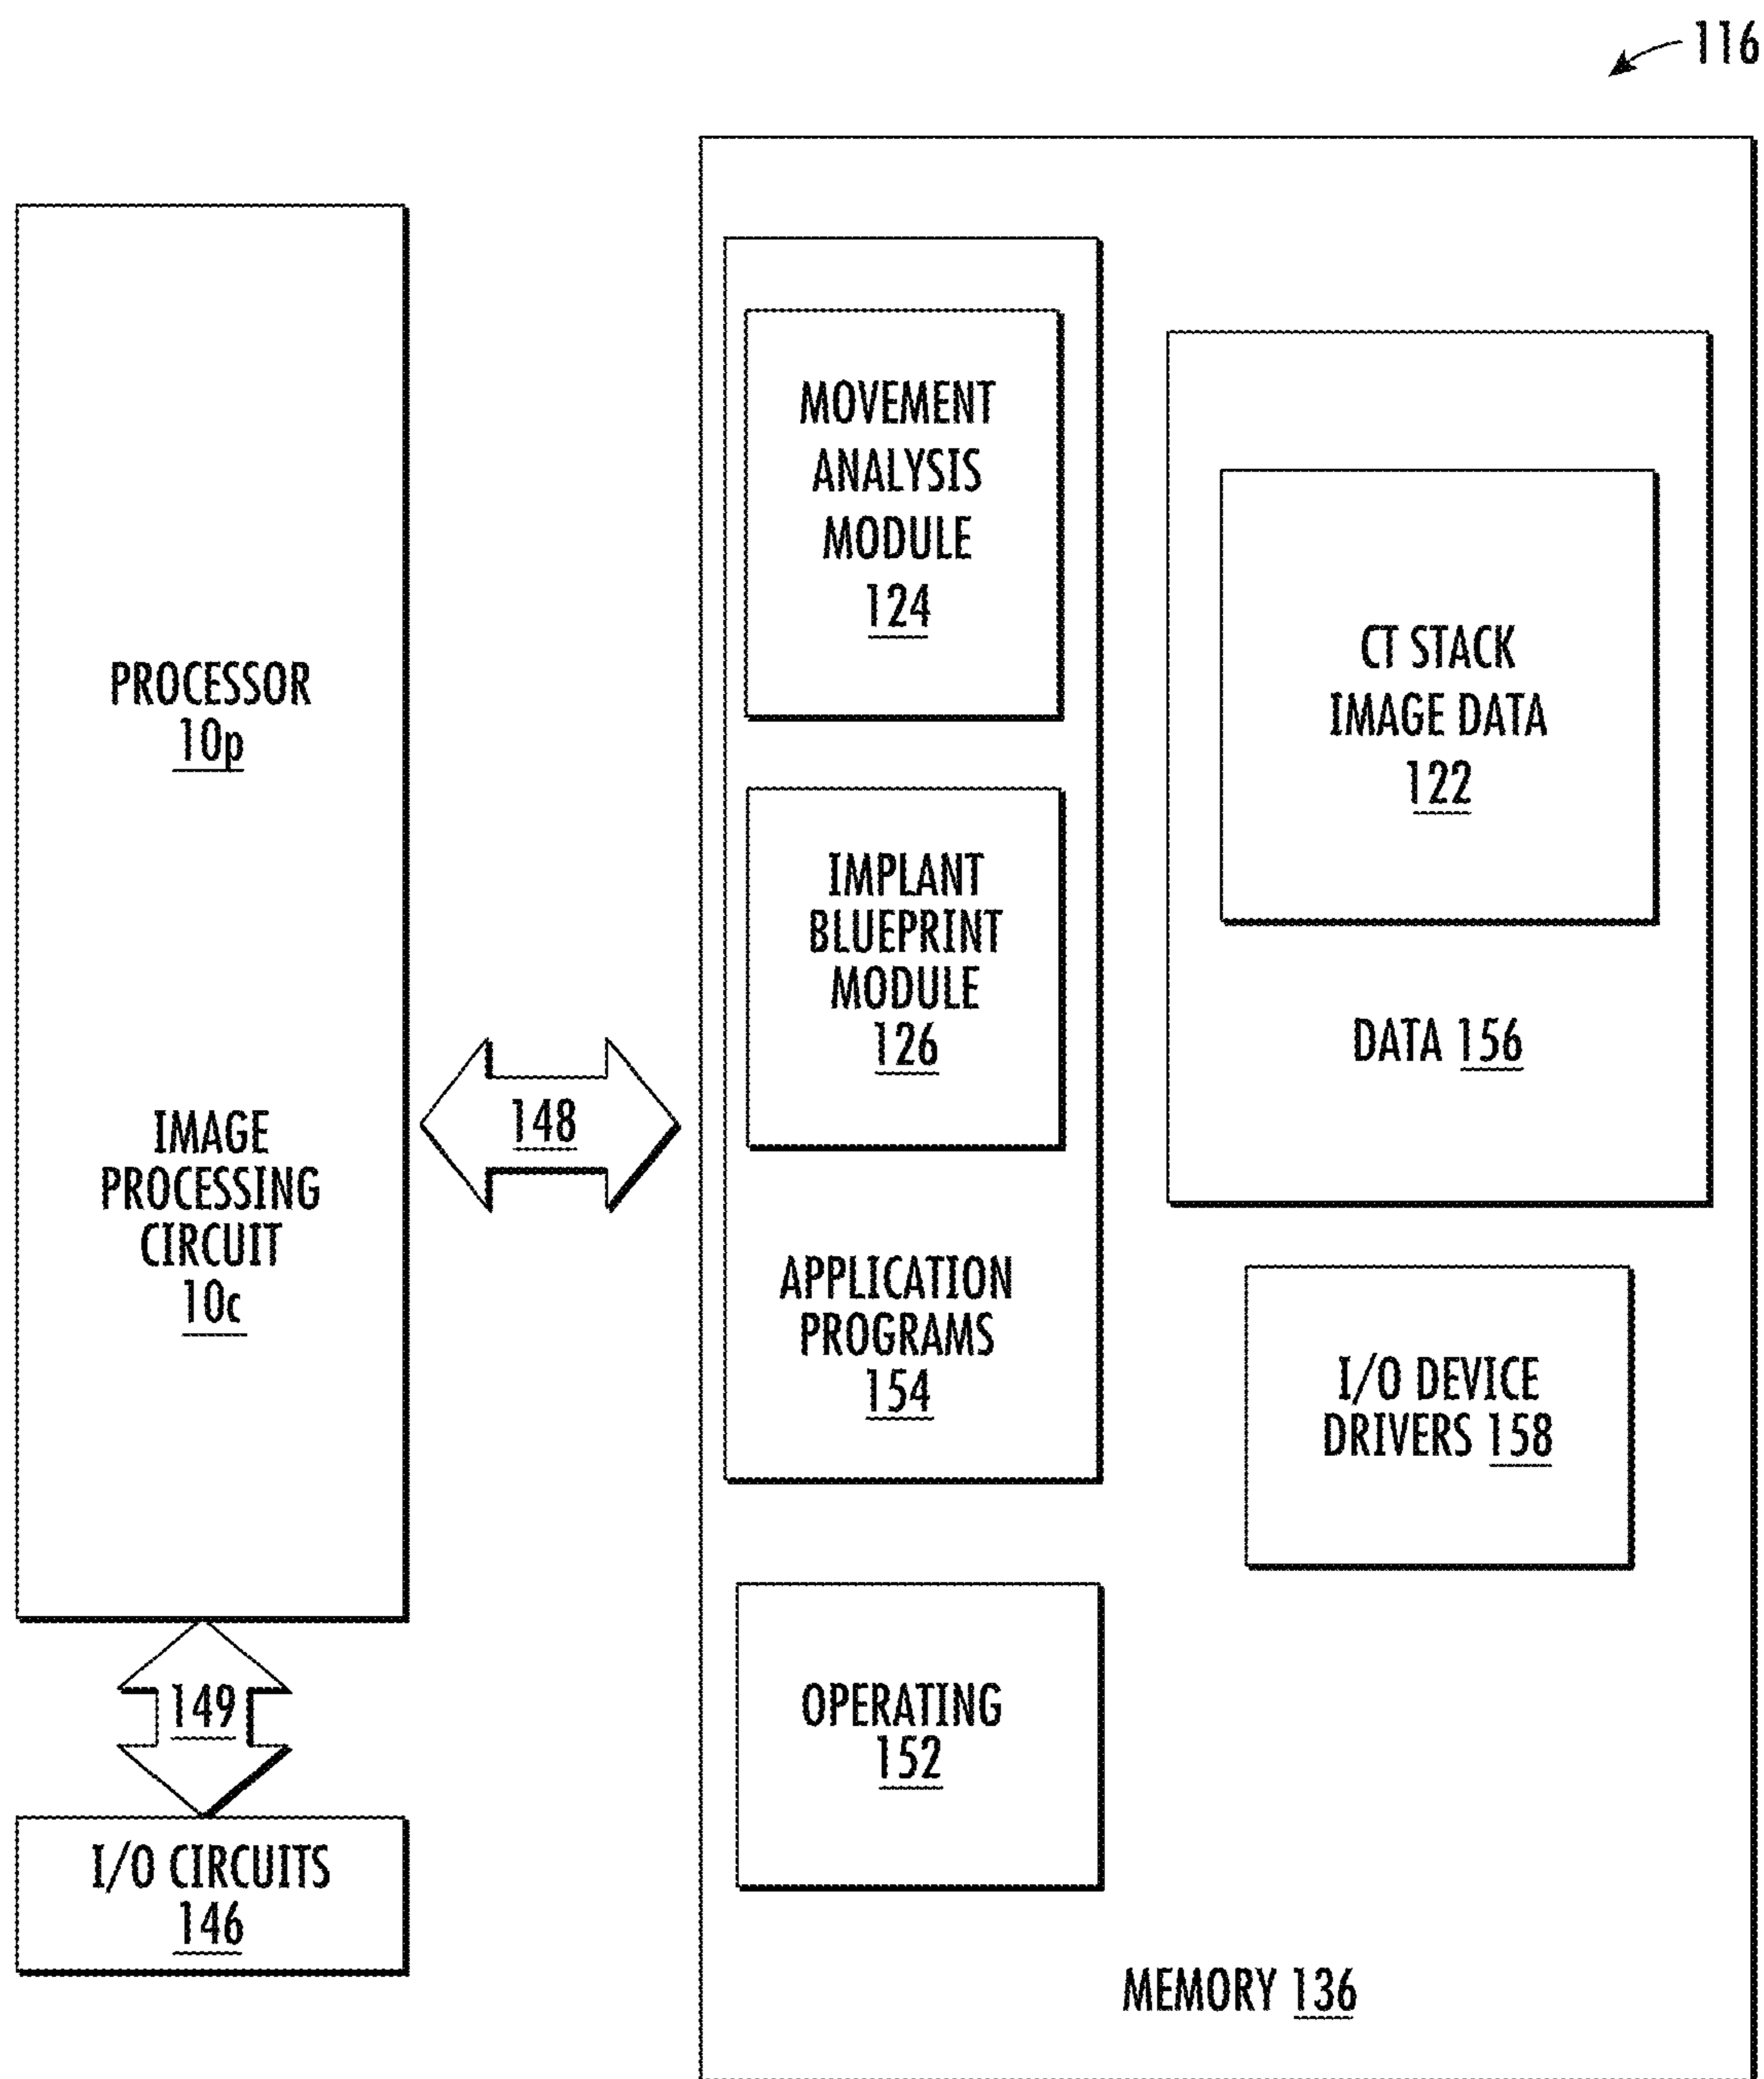 116
PROCESSOR
10p
IMAGE
PROCESSING
CIRCUIT
10c
148
149
I/O CIRCUITS
146
MOVEMENT
ANALYSIS
MODULE
124
IMPLANT
BLUEPRINT
MODULE
126
APPLICATION
PROGRAMS
154
OPERATING
152
CT STACK
IMAGE DATA
122
DATA 156
I/O DEVICE
DRIVERS 158
MEMORY 136